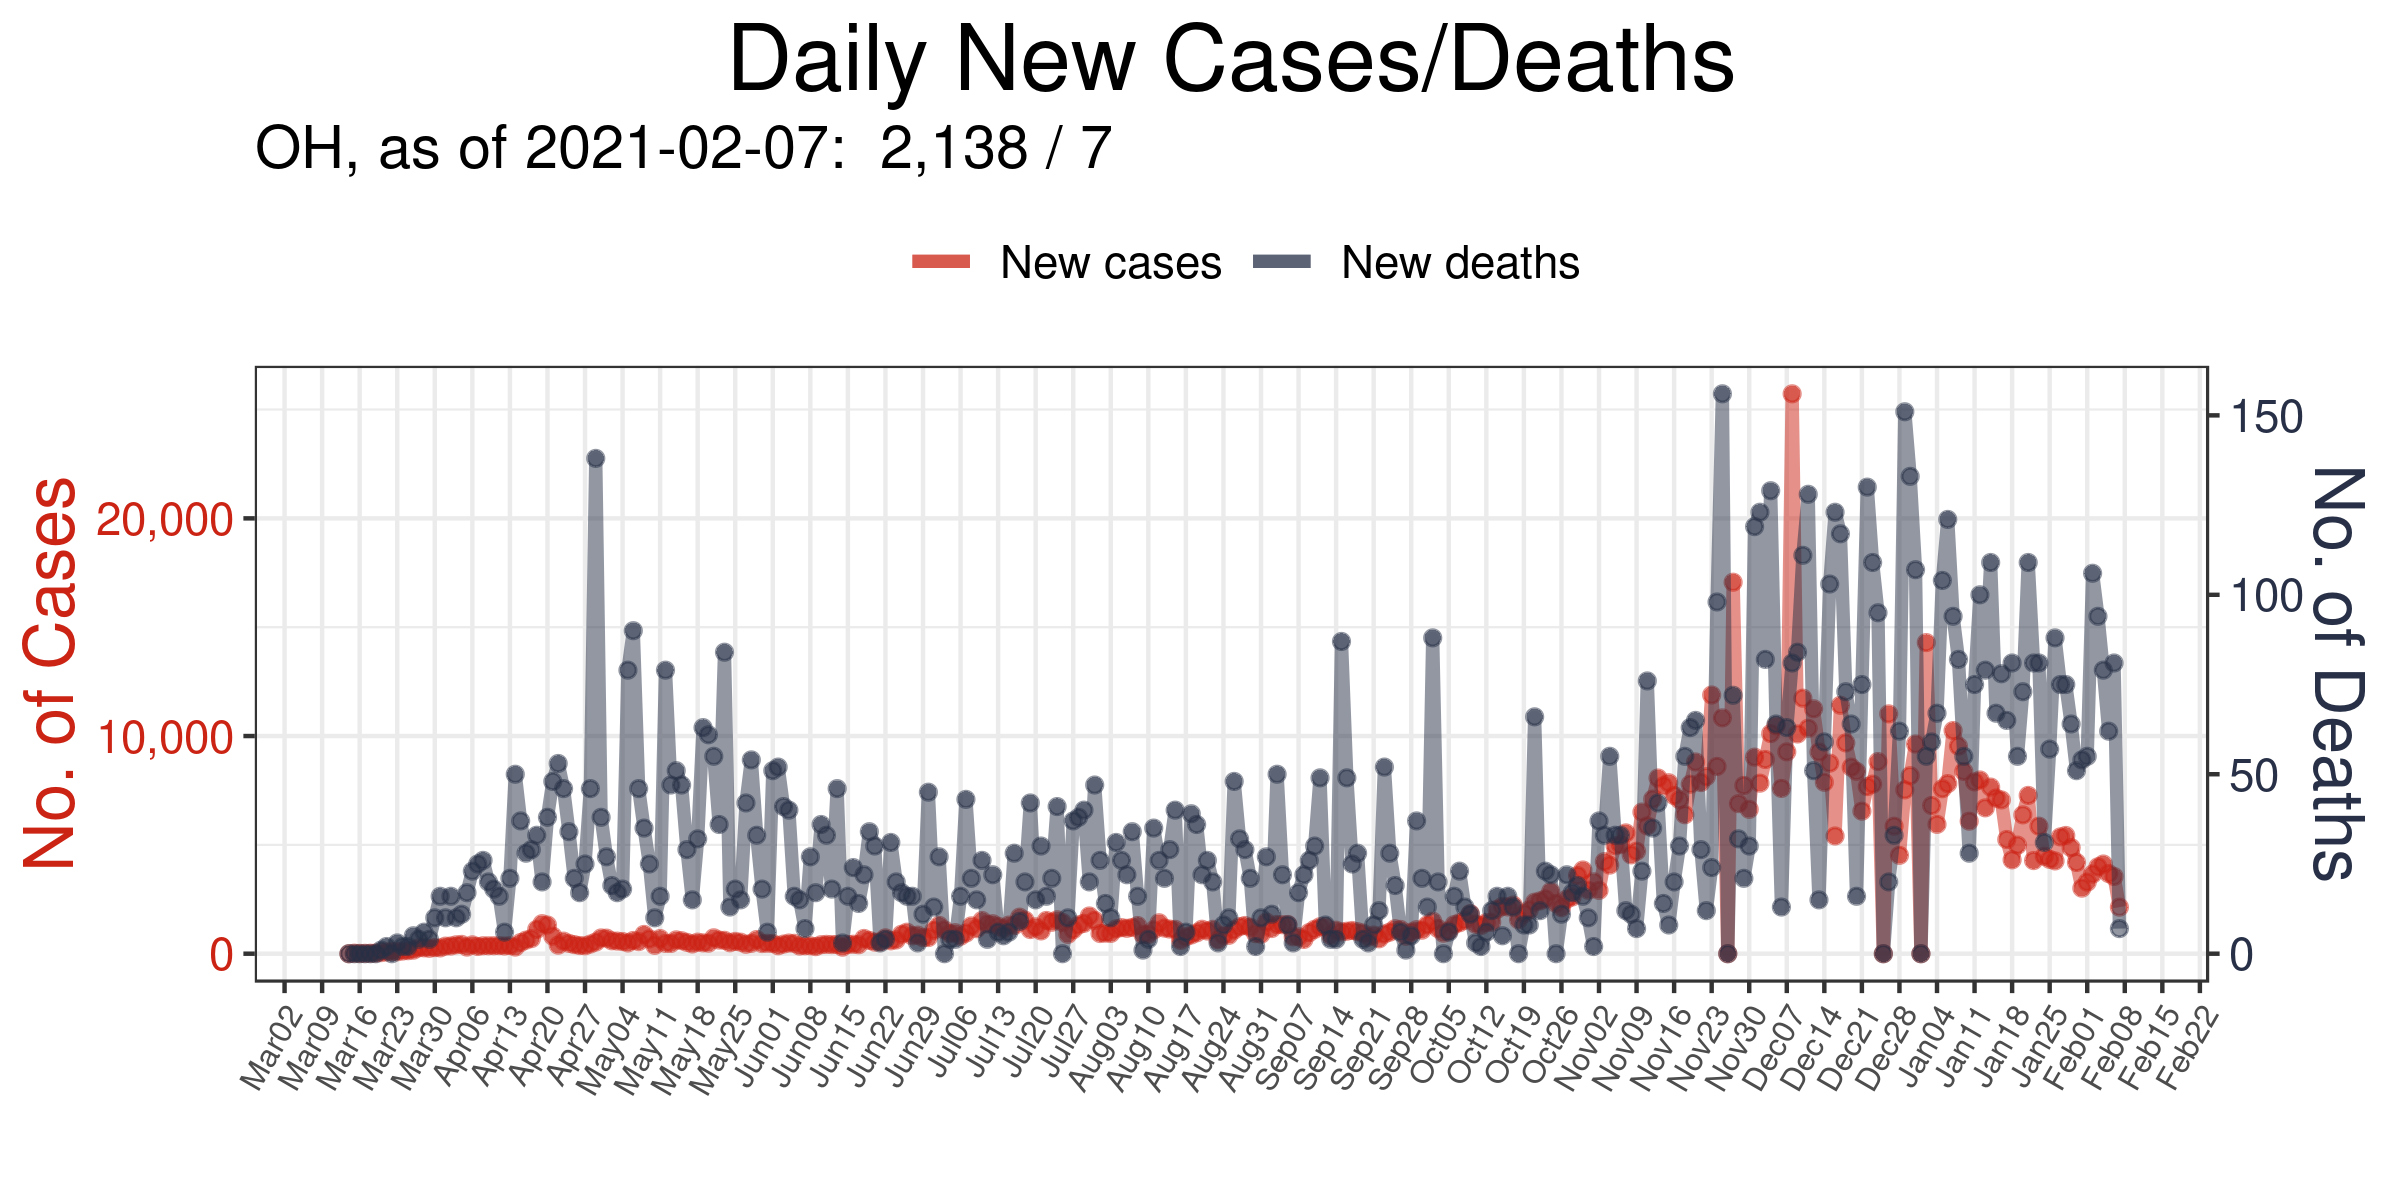 Daily New Cases/Deaths
OH, as of 2021-02-07:  2,138 / 7
New cases
New deaths
No. of Cases
20,000
10,000
0
150
100
50
0
No. of Deaths
Mar02
Mar09
Mar16
Mar23
Mar30
Apr06
Apr13
Apr20
Apr27
May04
May11
May18
May25
Jun01
Jun08
Jun15
Jun22
Jun29
Jul06
Jul13
Jul20
Jul27
Aug03
Aug10
Aug17
Aug24
Aug31
Sep07
Sep14
Sep21
Sep28
Oct05
Oct12
Oct19
Oct26
Nov02
Nov09
Nov16
Nov23
Nov30
Dec07
Dec14
Dec21
Dec28
Jan04
Jan11
Jan18
Jan25
Feb01
Feb08
Feb15
Feb22